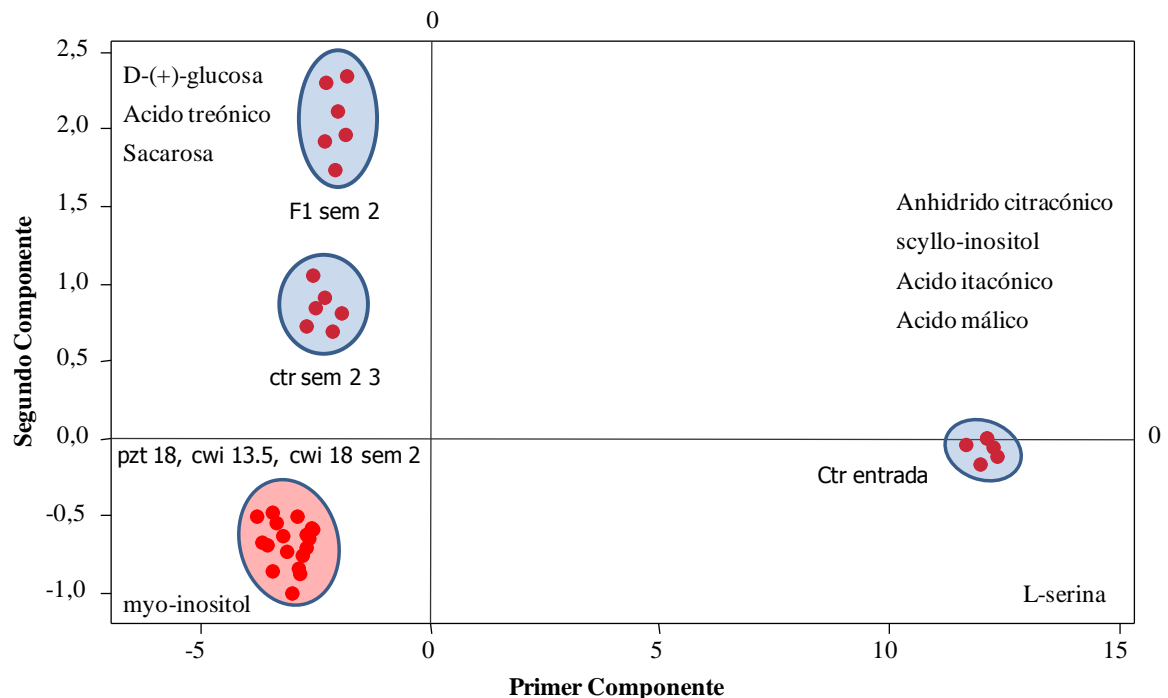 0
2,5
D-(+)-glucosa
Acido treónico
2,0
Sacarosa
1,5
F1 sem 2
Anhidrido citracónico
scyllo-inositol
1,0
Acido itacónico
Acido málico
0,5
ctr sem 2 3
Segundo Componente
0,0
0
pzt 18, cwi 13.5, cwi 18 sem 2
Ctr entrada
-0,5
-1,0
myo-inositol
L-serina
-5
0
5
10
15
Primer Componente